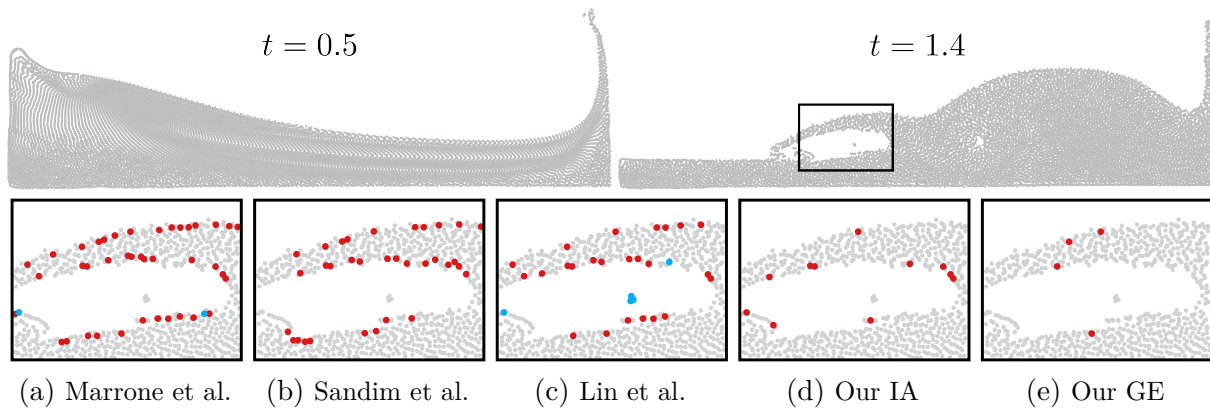 t = 0.5
t = 1.4
(a) Marrone et al.
(b) Sandim et al.
(c) Lin et al.
(d) Our IA
(e) Our GE